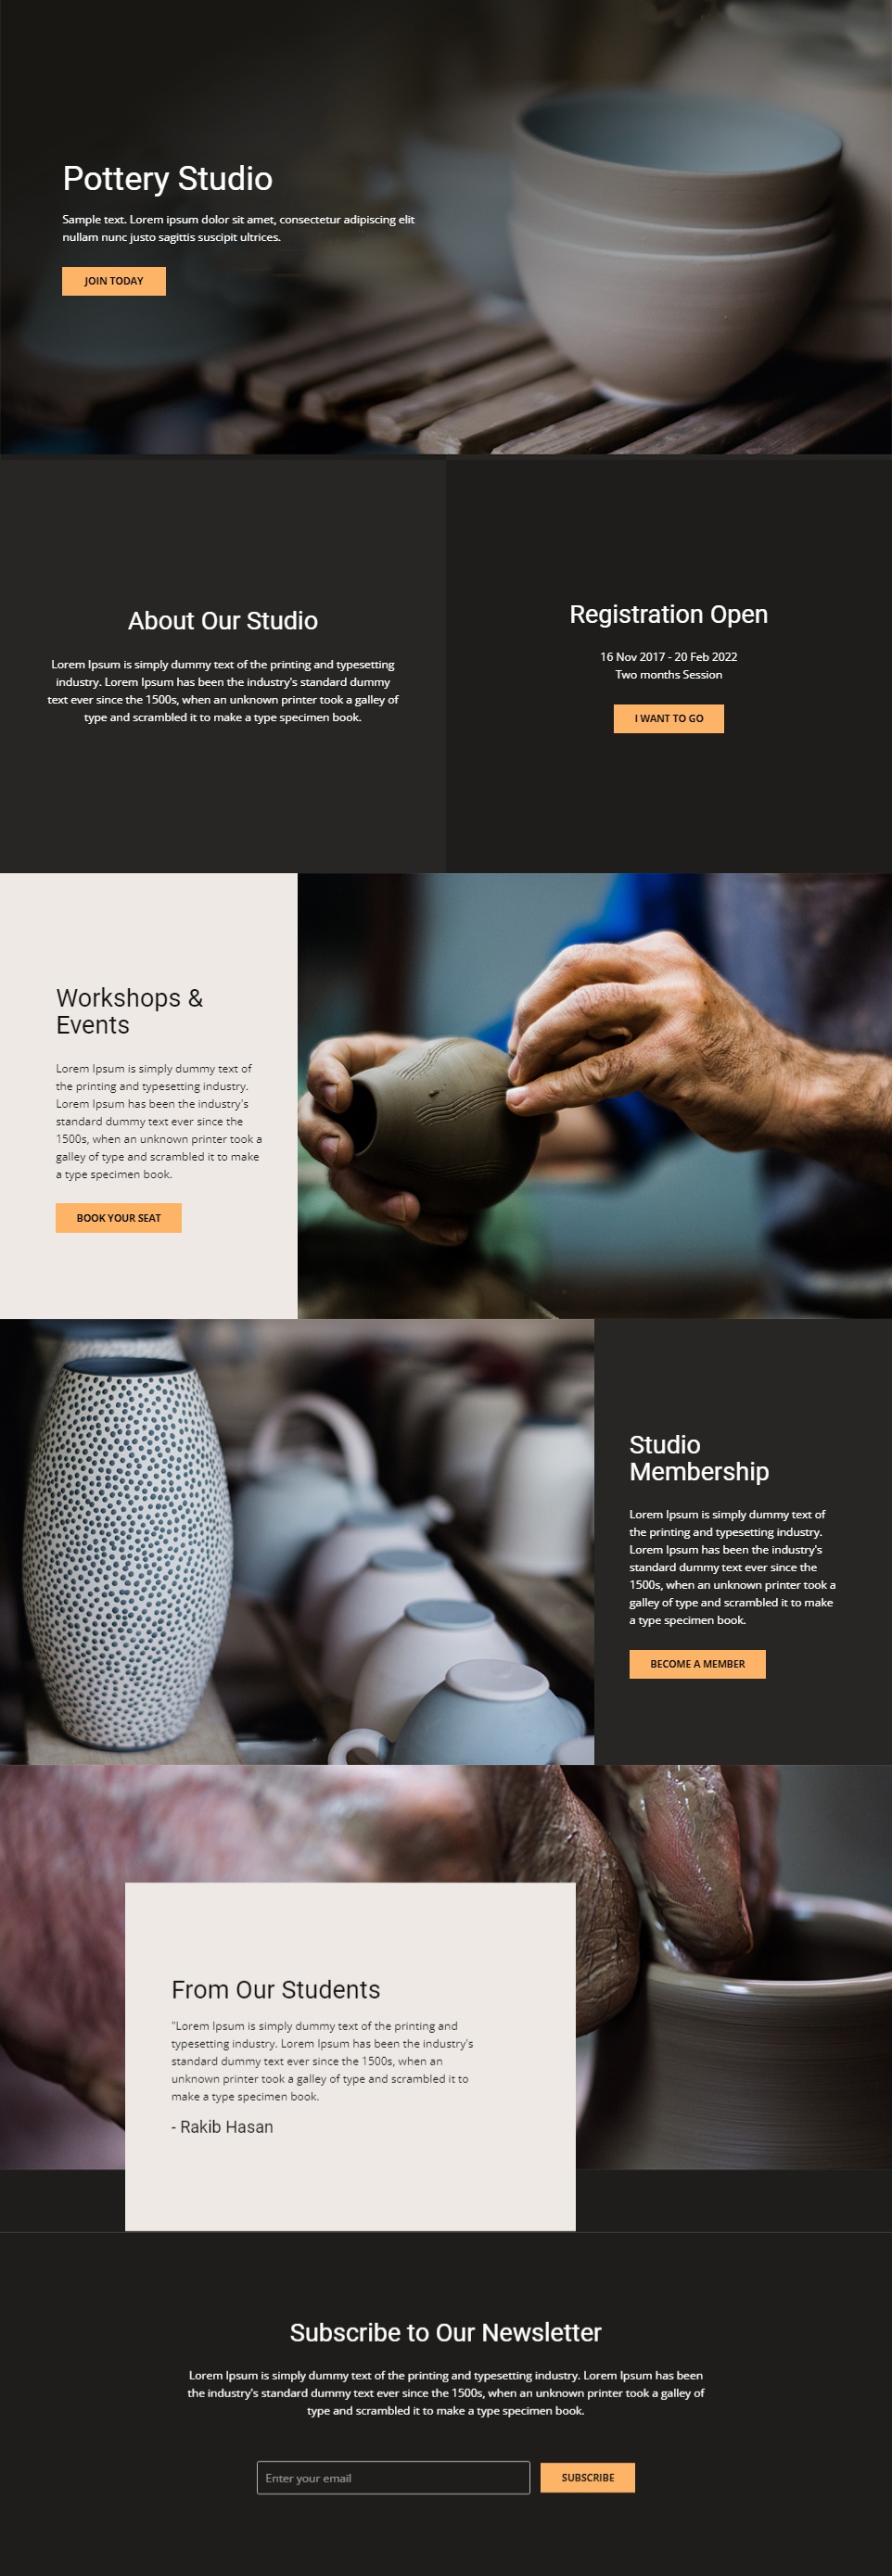 Pottery Studio
Sample text. Lorem ipsum dolor sit amet, consectetur adipiscing elit
nullam nunc justo sagittis suscipit ultrices.
JOIN TODAY
About Our Studio
Lorem Ipsum is simply dummy text of the printing and typesetting
industry. Lorem Ipsum has been the industry's standard dummy
text ever since the 1500s, when an unknown printer took a galley of
type and scrambled it to make a type specimen book.
Registration Open
16 Nov 2017 - 20 Feb 2022
Two months Session
I WANT TO GO
Workshops &
Events
Lorem Ipsum is simply dummy text of
the printing and typesetting industry.
Lorem Ipsum has been the industry's
standard dummy text ever since the
1500s, when an unknown printer took a
galley of type and scrambled it to make
a type specimen book.
BOOK YOUR SEAT
Studio
Membership
Lorem Ipsum is simply dummy text of
the printing and typesetting industry.
Lorem Ipsum has been the industry's
standard dummy text ever since the
1500s, when an unknown printer took a
galley of type and scrambled it to make
a type specimen book.
BECOME A MEMBER
From Our Students
"Lorem Ipsum is simply dummy text of the printing and
typesetting industry. Lorem Ipsum has been the industry's
standard dummy text ever since the 1500s, when an
unknown printer took a galley of type and scrambled it to
make a type specimen book.
- Rakib Hasan
Subscribe to Our Newsletter
Lorem Ipsum is simply dummy text of the printing and typesetting industry. Lorem Ipsum has been
the industry's standard dummy text ever since the 1500s, when an unknown printer took a galley of
type and scrambled it to make a type specimen book.
Enter your email
SUBSCRIBE